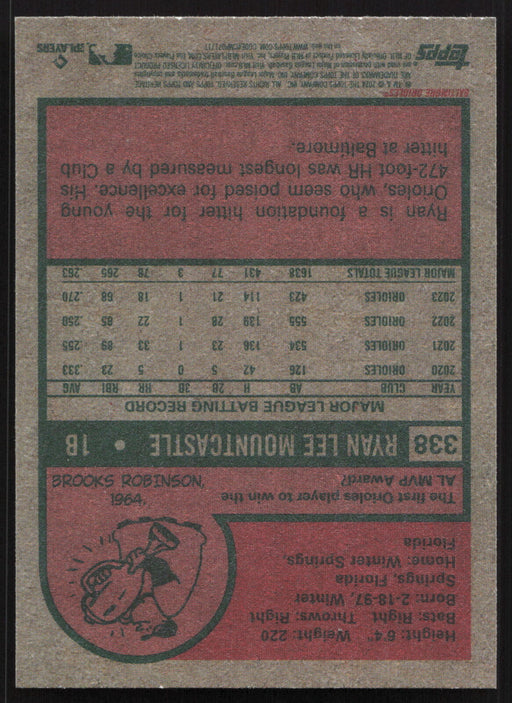 Height: 6'4" Weight: 220
Bats: Right Throws: Right
Born: 2-18-97, Winter
Springs, Florida
Home: Winter Springs,
Florida
The first Orioles player to win the
AL MVP Award?
BROOKS ROBINSON,
1964.
338 RYAN LEE MOUNTCASTLE • 1B
MAJOR LEAGUE BATTING RECORD
YEAR CLUB AB H 2B 3B HR RBI AVG
2020 ORIOLES 126 42 5 0 5 23 .333
2021 ORIOLES 534 136 23 1 33 89 .255
2022 ORIOLES 555 139 28 1 22 85 .250
2023 ORIOLES 423 114 21 1 18 68 .270
MAJOR LEAGUE TOTALS 1638 431 77 3 78 265 .263
Ryan is a foundation hitter for the young
Orioles, who seem poised for excellence. His
472-foot HR was longest measured by a Club
hitter at Baltimore.
BALTIMORE ORIOLES®
topps
PLAYERS